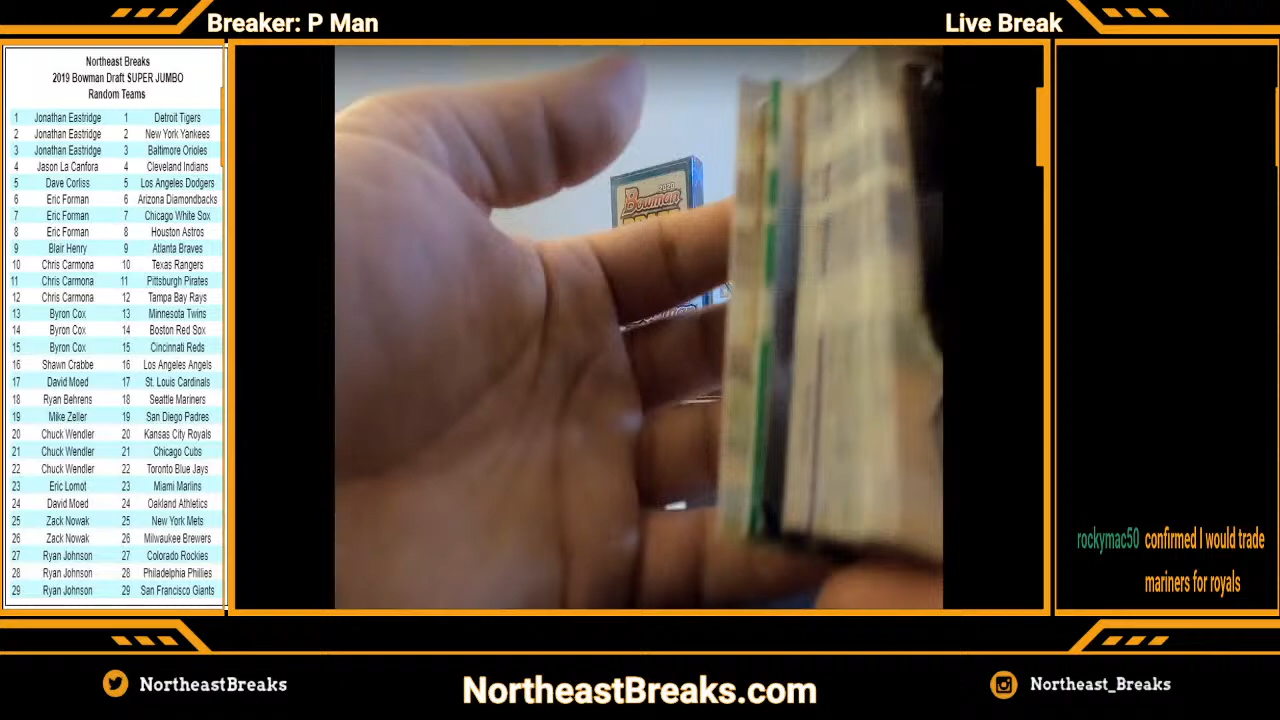 Breaker: P Man
Live Break
Northeast Breaks
2019 Bowman Draft SUPER JUMBO
Random Teams
1 Jonathan Eastridge 1 Detroit Tigers
2 Jonathan Eastridge 2 New York Yankees
3 Jonathan Eastridge 3 Baltimore Orioles
4 Jason La Canfora 4 Cleveland Indians
5 Dave Corliss 5 Los Angeles Dodgers
6 Eric Forman 6 Arizona Diamondbacks
7 Eric Forman 7 Chicago White Sox
8 Eric Forman 8 Houston Astros
9 Blair Henry 9 Atlanta Braves
10 Chris Carmona 10 Texas Rangers
11 Chris Carmona 11 Pittsburgh Pirates
12 Chris Carmona 12 Tampa Bay Rays
13 Byron Cox 13 Minnesota Twins
14 Byron Cox 14 Boston Red Sox
15 Byron Cox 15 Cincinnati Reds
16 Shawn Crabbe 16 Los Angeles Angels
17 David Moed 17 St. Louis Cardinals
18 Ryan Behrens 18 Seattle Mariners
19 Mike Zeller 19 San Diego Padres
20 Chuck Wendler 20 Kansas City Royals
21 Chuck Wendler 21 Chicago Cubs
22 Chuck Wendler 22 Toronto Blue Jays
23 Eric Lomot 23 Miami Marlins
24 David Moed 24 Oakland Athletics
25 Zack Nowak 25 New York Mets
26 Zack Nowak 26 Milwaukee Brewers
27 Ryan Johnson 27 Colorado Rockies
28 Ryan Johnson 28 Philadelphia Phillies
29 Ryan Johnson 29 San Francisco Giants
2020
Bowman
rockymac50 confirmed I would trade
mariners for royals
NortheastBreaks
NortheastBreaks.com
Northeast_Breaks